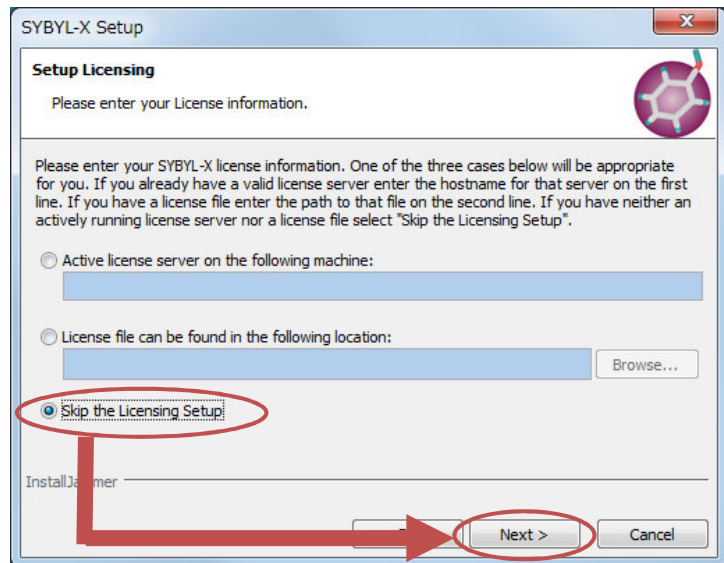 SYBYL-X Setup
Setup Licensing
Please enter your License information.
Please enter your SYBYL-X license information. One of the three cases below will be appropriate
for you. If you already have a valid license server enter the hostname for that server on the first
line. If you have a license file enter the path to that file on the second line. If you have neither an
actively running license server nor a license file select "Skip the Licensing Setup".
Active license server on the following machine:
License file can be found in the following location:
Browse...
Skip the Licensing Setup
Next >
Cancel